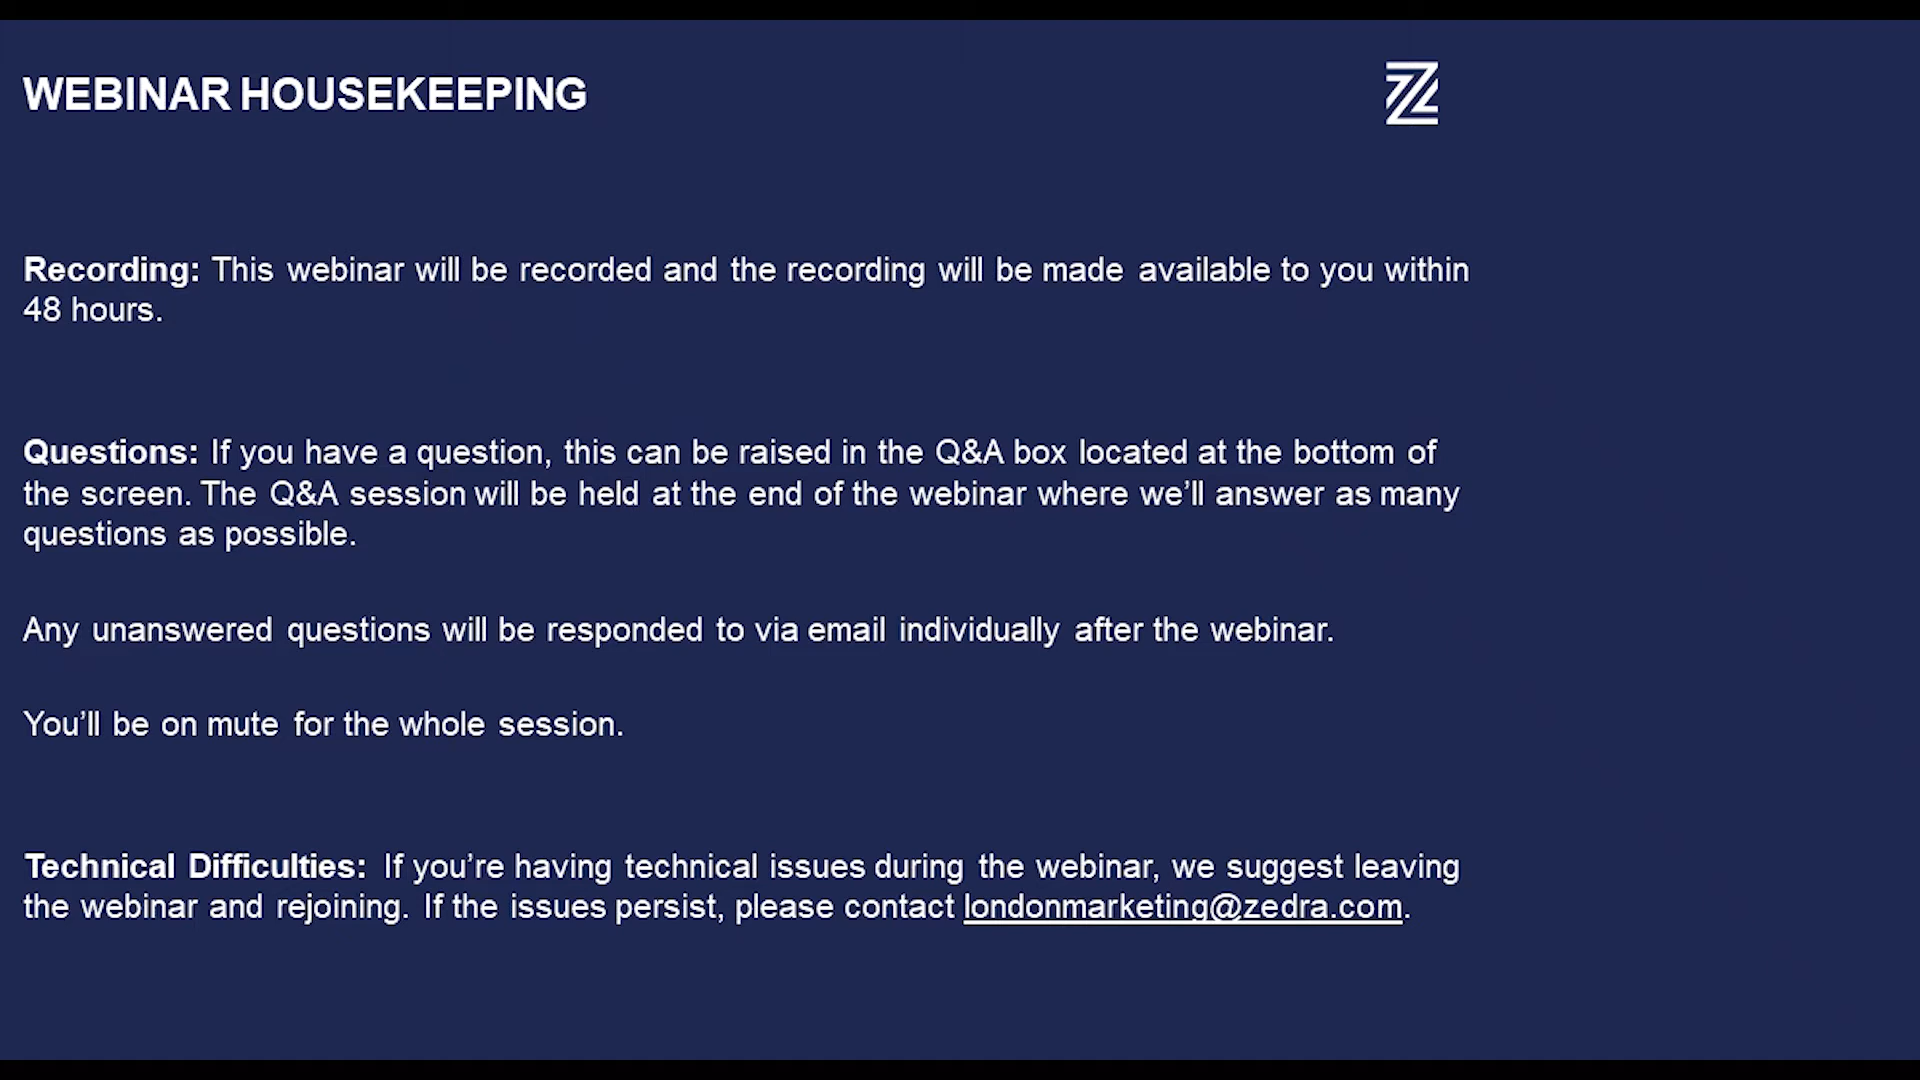 WEBINAR HOUSEKEEPING
Recording: This webinar will be recorded and the recording will be made available to you within
48 hours.
Questions: If you have a question, this can be raised in the Q&A box located at the bottom of
the screen. The Q&A session will be held at the end of the webinar where we’ll answer as many
questions as possible.
Any unanswered questions will be responded to via email individually after the webinar.
You’ll be on mute for the whole session.
Technical Difficulties: If you’re having technical issues during the webinar, we suggest leaving
the webinar and rejoining. If the issues persist, please contact londonmarketing@zedra.com.